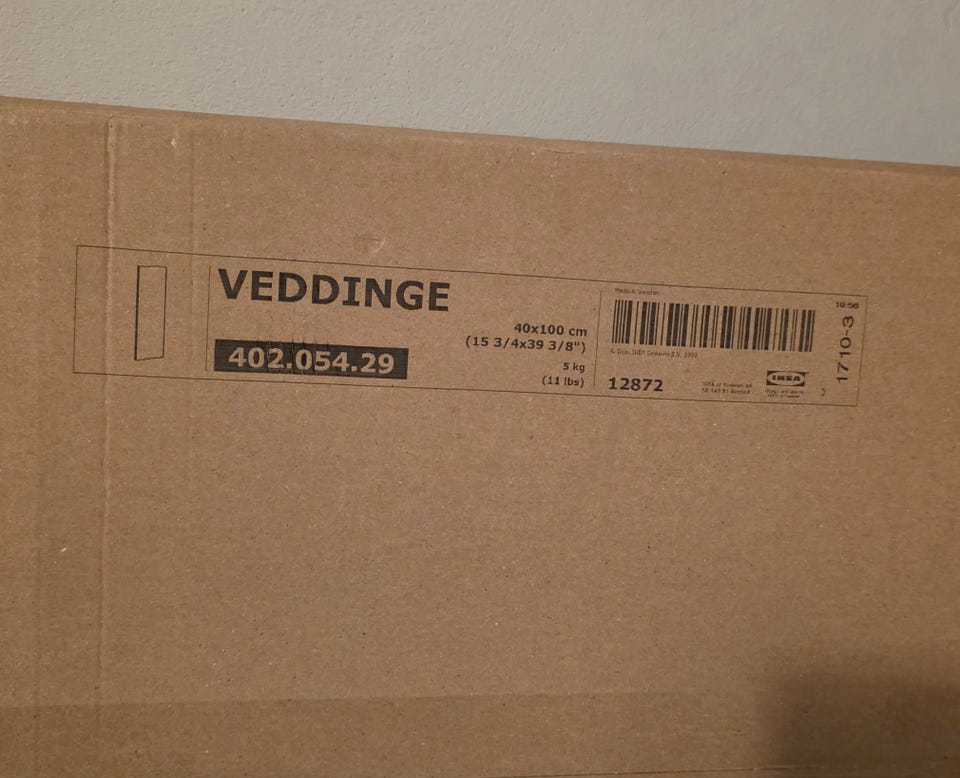 VEDDINGE
402.054.29
40x100 cm
(15 3/4x39 3/8")
5 kg
(11 lbs)
Made in Sweden
12872
IKEA
19:56
1710-3